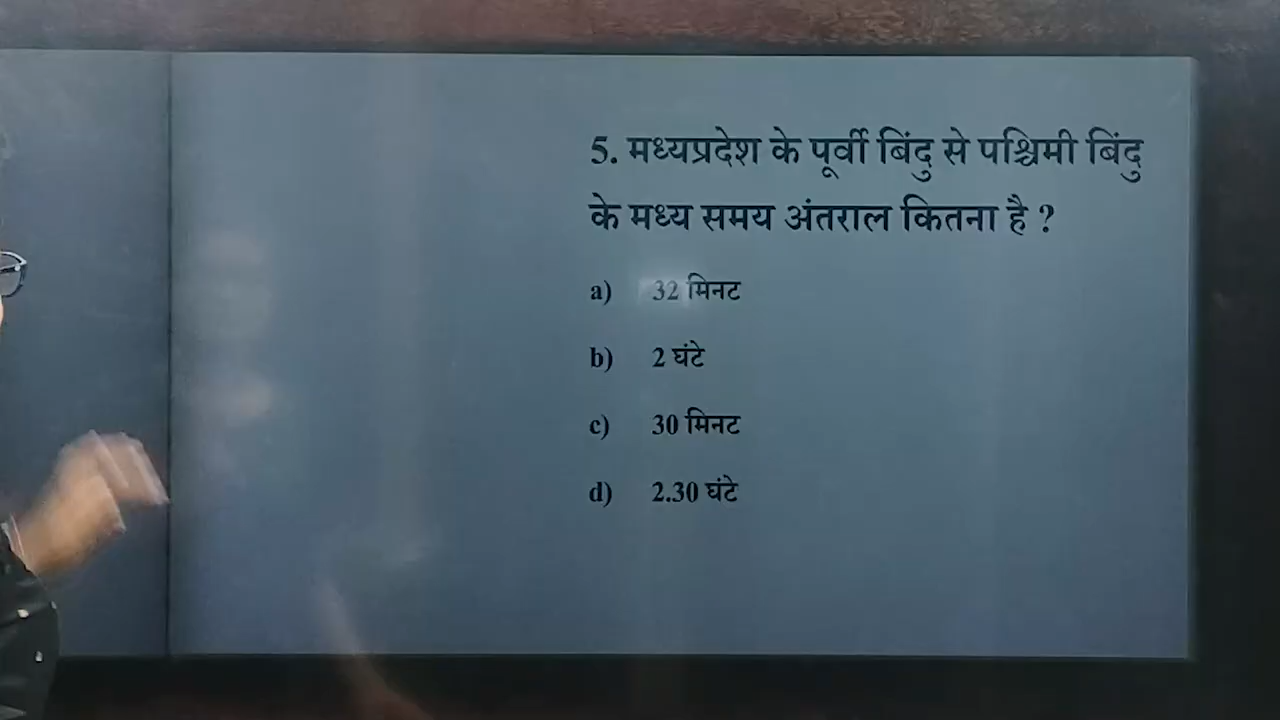 5. मध्यप्रदेश के पूर्वी बिंदु से पश्चिमी बिंदु
के मध्य समय अंतराल कितना है ?
a) 32 मिनट
b) 2 घंटे
c) 30 मिनट
d) 2.30 घंटे